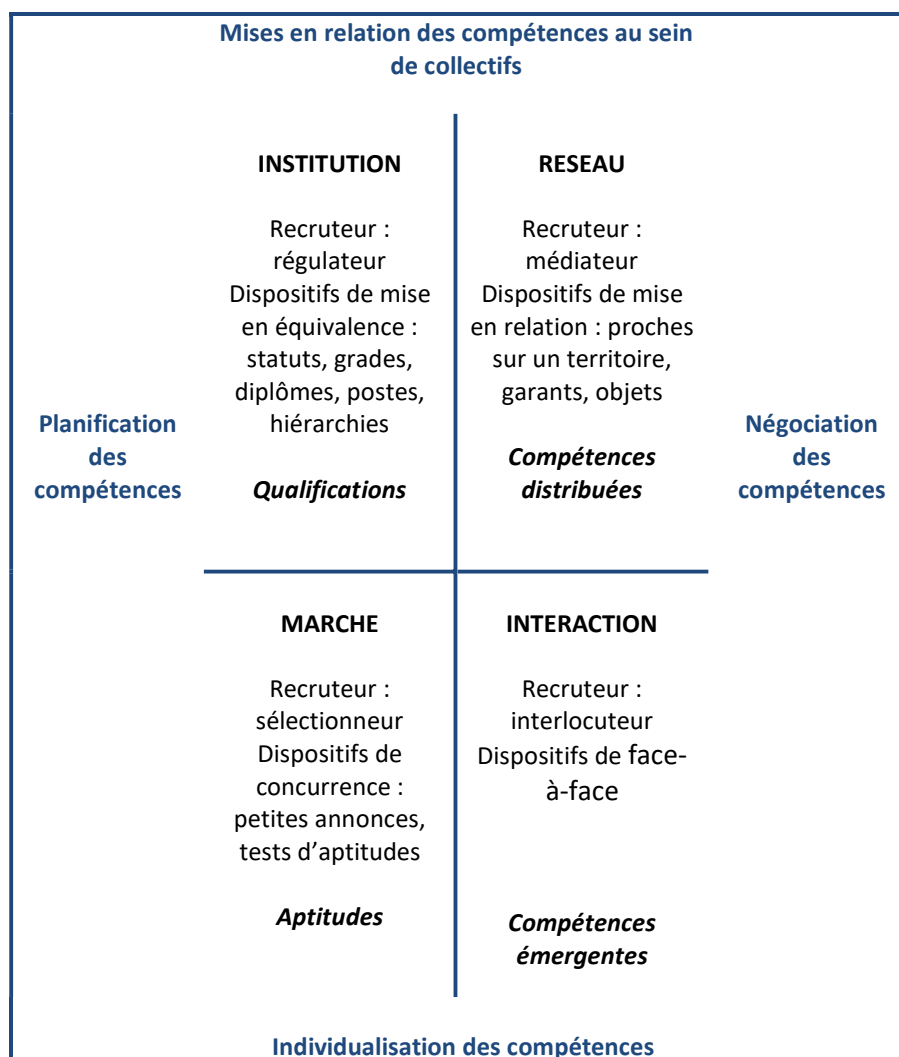 Mises en relation des compétences au sein
de collectifs
INSTITUTION
Recruteur :
régulateur
Dispositifs de mise
en équivalence :
statuts, grades,
diplômes, postes,
hiérarchies
Qualifications
RESEAU
Recruteur :
médiateur
Dispositifs de mise
en relation : proches
sur un territoire,
garants, objets
Compétences
distribuées
Planification
des
compétences
Négociation
des
compétences
MARCHE
Recruteur :
sélectionneur
Dispositifs de
concurrence :
petites annonces,
tests d’aptitudes
Aptitudes
INTERACTION
Recruteur :
interlocuteur
Dispositifs de face-
à-face
Compétences
émergentes
Individualisation des compétences